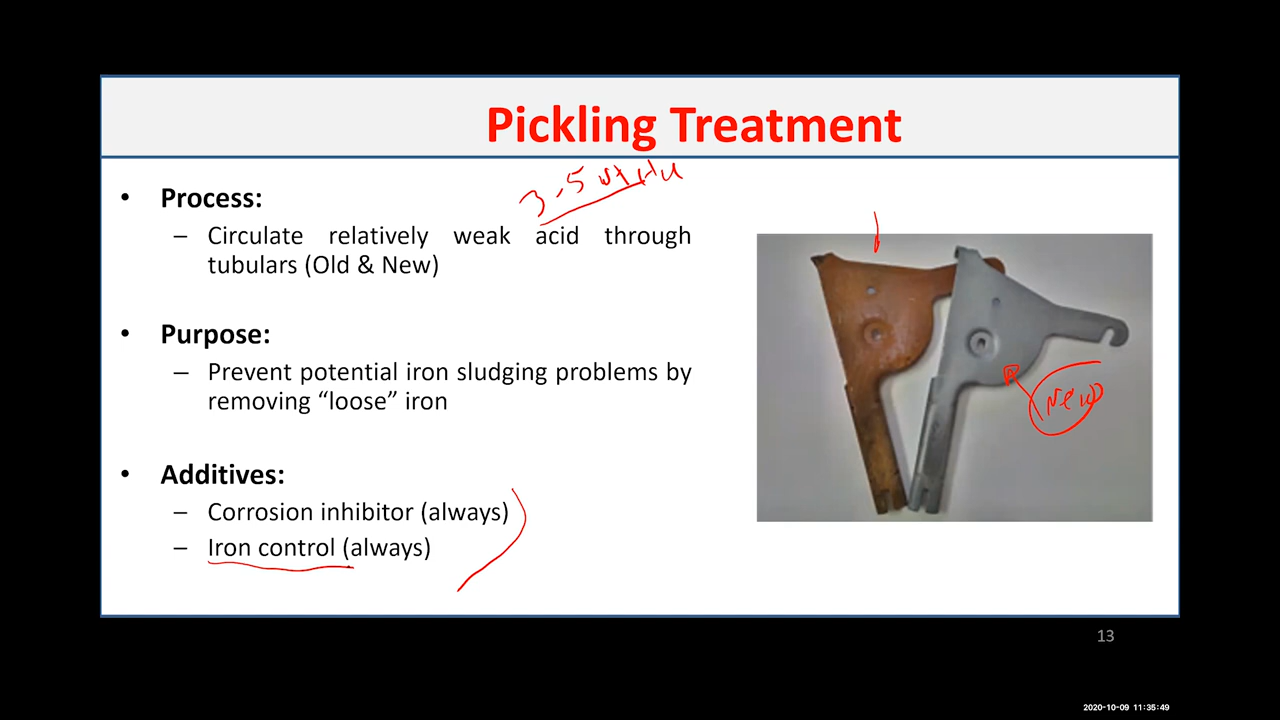 Pickling Treatment
3-5 wt%
• Process:
– Circulate relatively weak acid through
tubulars (Old & New)
• Purpose:
– Prevent potential iron sludging problems by
removing “loose” iron
New
• Additives:
– Corrosion inhibitor (always)
– Iron control (always)
13
2020-10-09 11:35:49